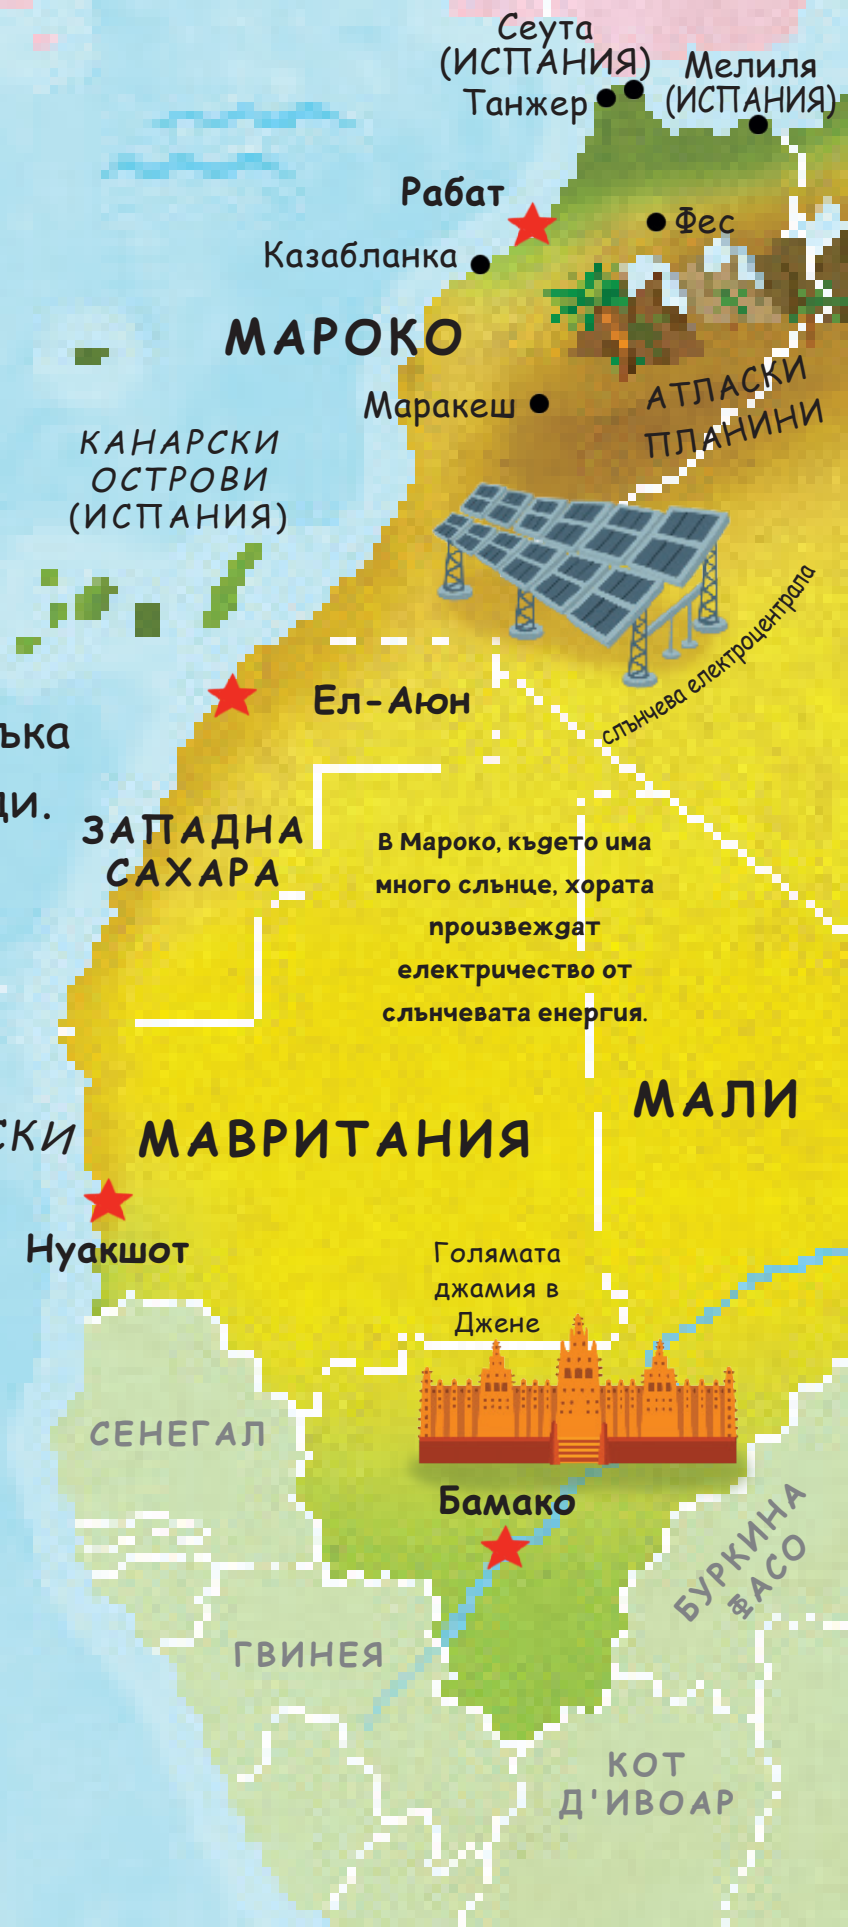 Сеута
(ИСПАНИЯ)
Мелиля
(ИСПАНИЯ)
Танжер
Рабат
Фес
Казабланка
МАРОКО
АТЛАСКИ
ПЛАНИНИ
Маракеш
КАНАРСКИ
ОСТРОВИ
(ИСПАНИЯ)
слънчева електроцентрала
Ел-Аюн
ЗАПАДНА
САХАРА
В Мароко, където има
много слънце, хората
произвеждат
електричество от
слънчевата енергия.
МАЛИ
МАВРИТАНИЯ
Нуакшот
Голямата
джамия в
Джене
СЕНЕГАЛ
Бамако
БУРКИНА
ФАСО
ГВИНЕЯ
КОТ
Д'ИВОАР